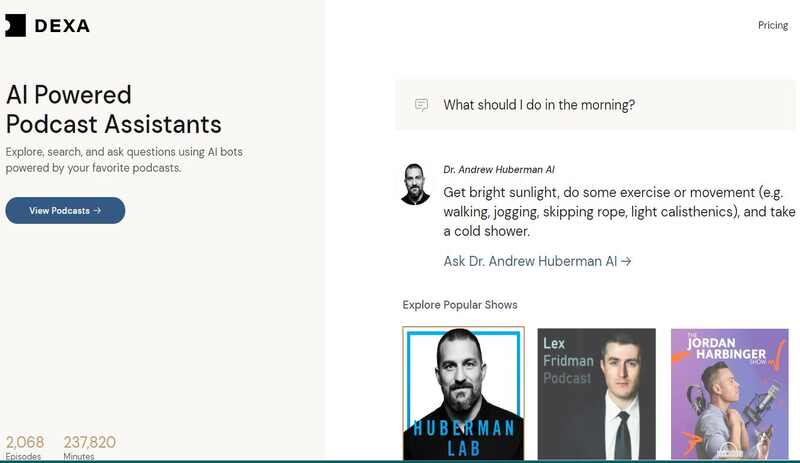 DEXA
Pricing
AI Powered
Podcast Assistants
Explore, search, and ask questions using AI bots
powered by your favorite podcasts.
View Podcasts →
2,068
Episodes
237,820
Minutes
What should I do in the morning?
Dr. Andrew Huberman AI
Get bright sunlight, do some exercise or movement (e.g.
walking, jogging, skipping rope, light calisthenics), and take
a cold shower.
Ask Dr. Andrew Huberman AI →
Explore Popular Shows
HUBERMAN
LAB
Lex
Fridman
Podcast
THE
JORDAN
HARBINGER
SHOW